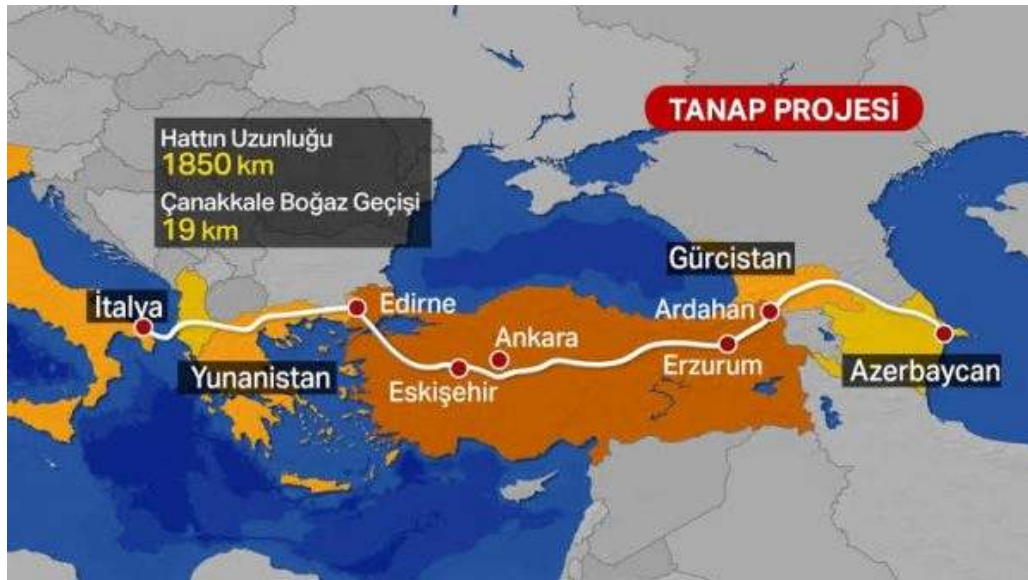 TANAP PROJESİ
Hattın Uzunluğu
1850 km
Çanakkale Boğaz Geçişi
19 km
Gürcistan
İtalya
Edirne
Ardahan
Ankara
Erzurum
Yunanistan
Eskişehir
Azerbaycan